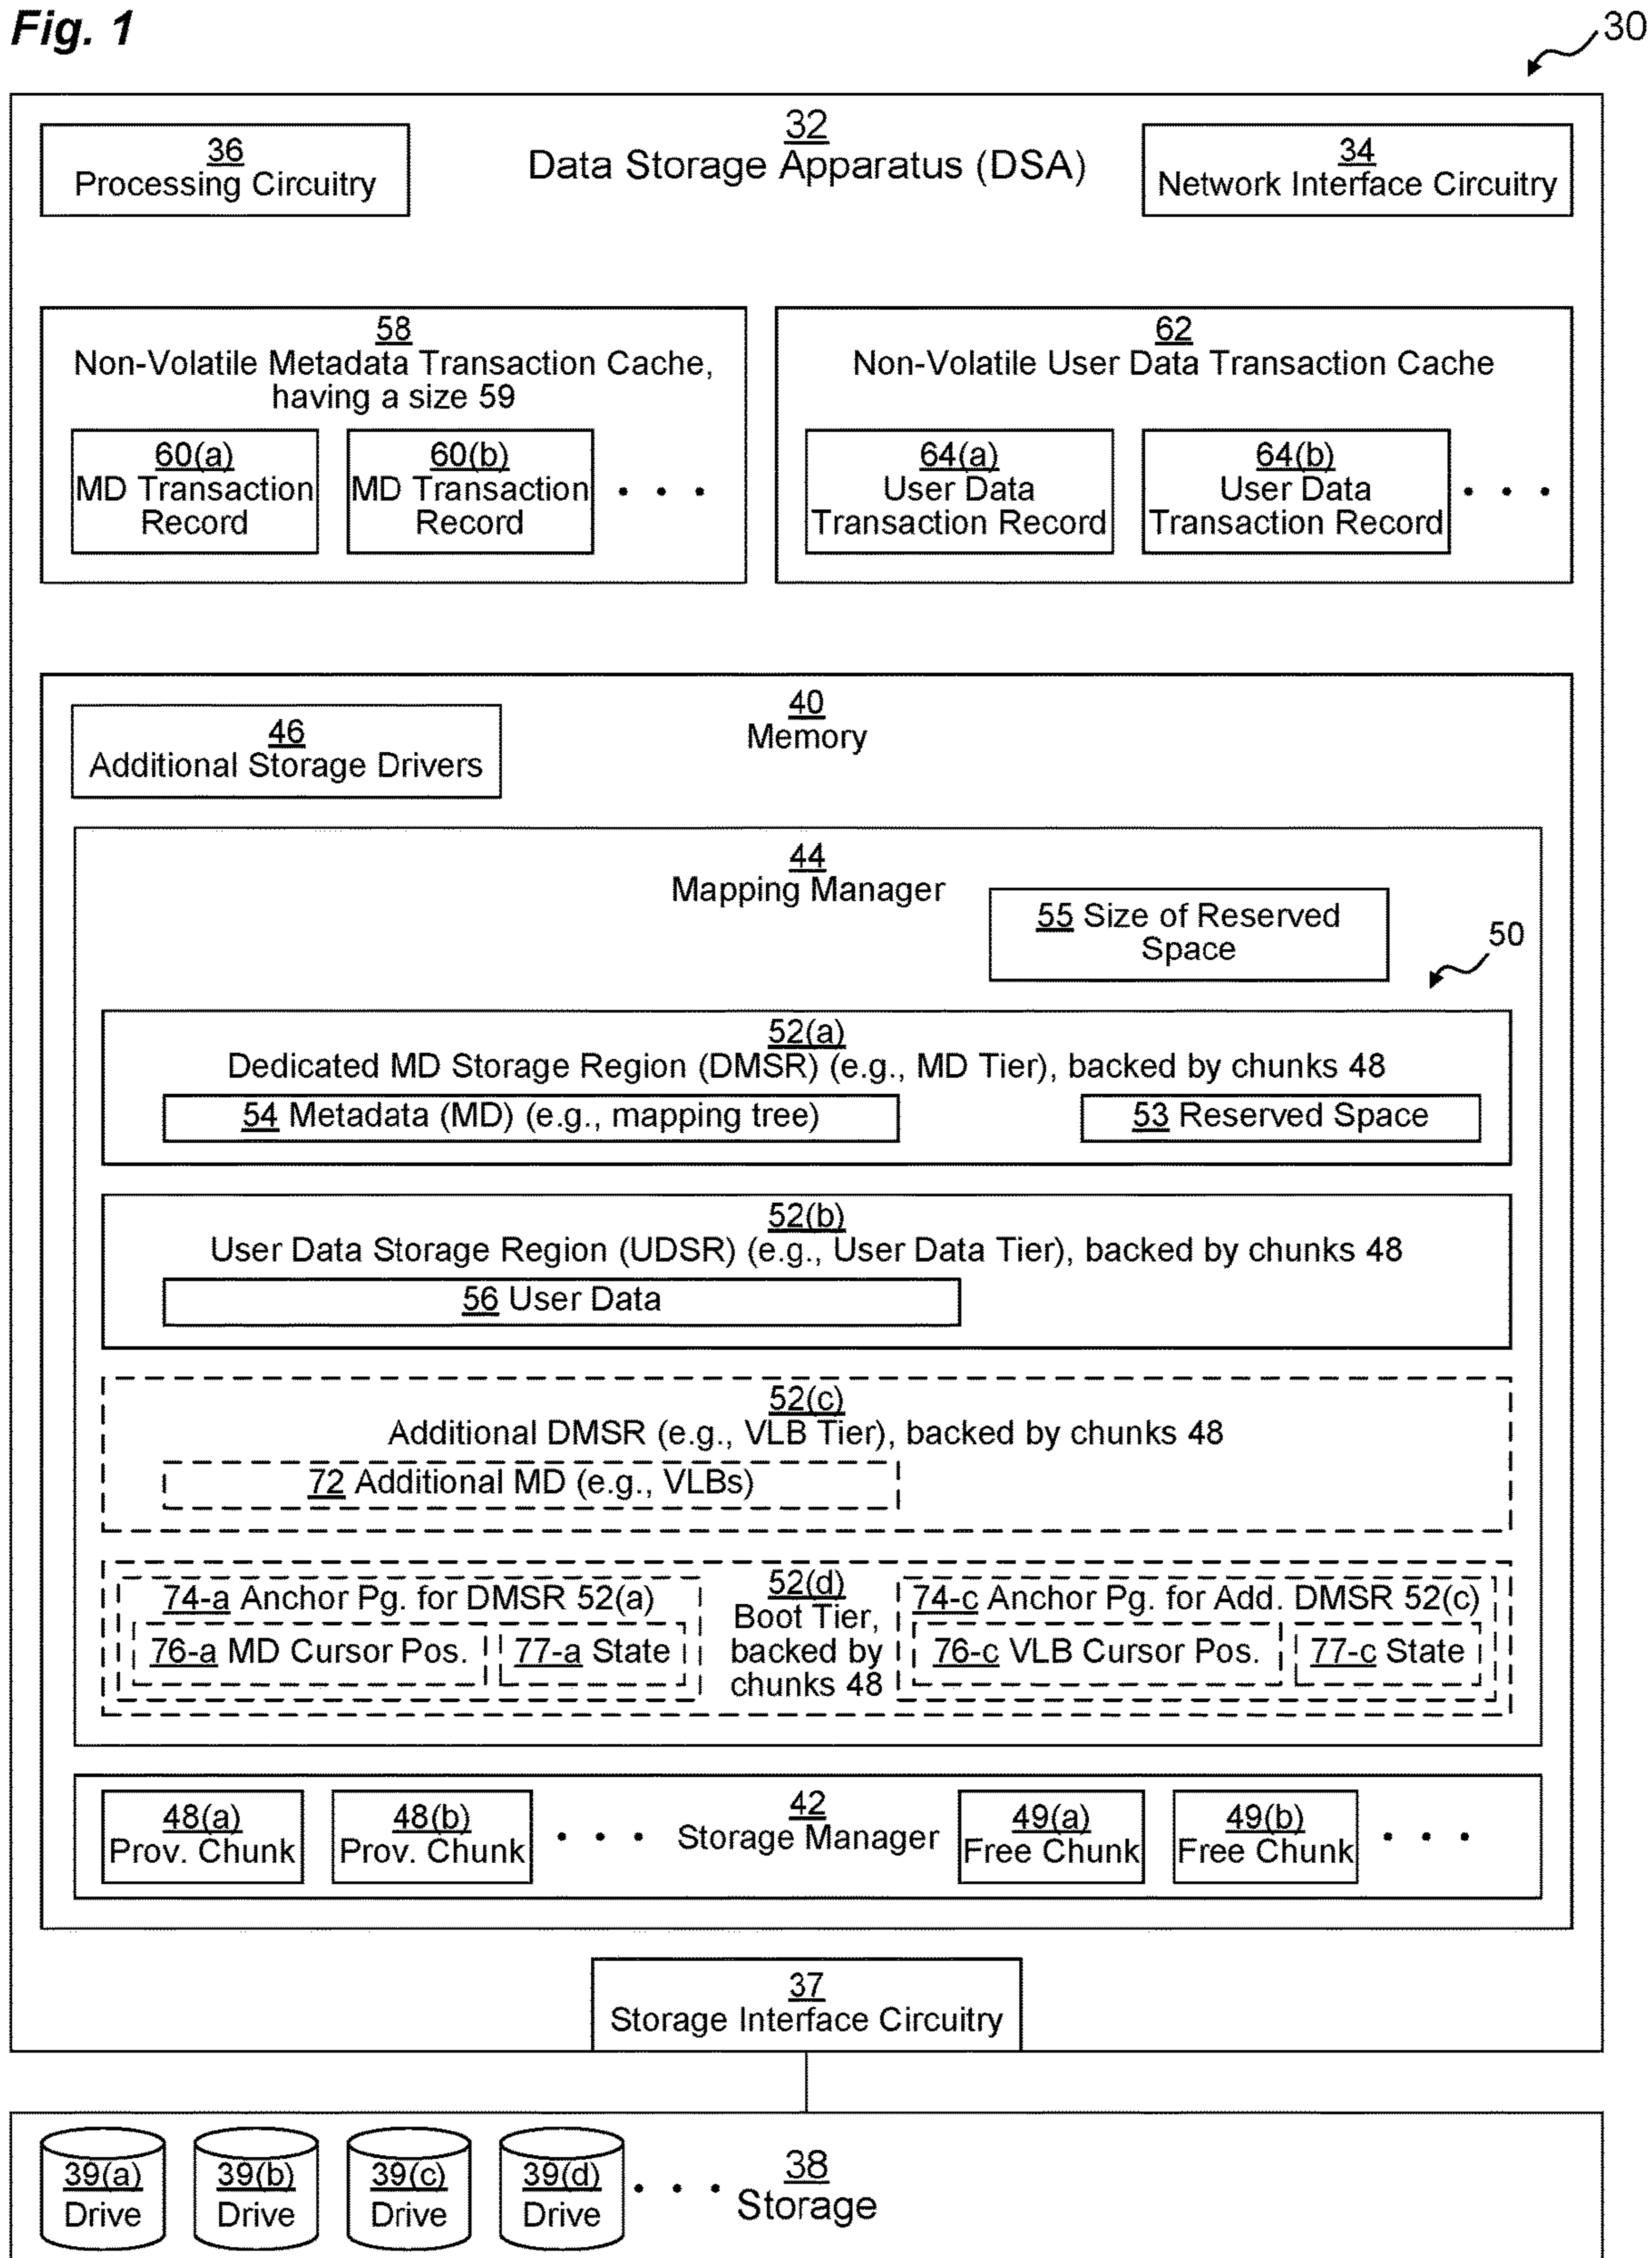 Fig. 1
30
32
Data Storage Apparatus (DSA)
36
Processing Circuitry
34
Network Interface Circuitry
58
Non-Volatile Metadata Transaction Cache,
having a size 59
60(a)
MD Transaction
Record
60(b)
MD Transaction
Record
• • •
62
Non-Volatile User Data Transaction Cache
64(a)
User Data
Transaction Record
64(b)
User Data
Transaction Record
• • •
40
Memory
46
Additional Storage Drivers
44
Mapping Manager
55 Size of Reserved
Space
50
52(a)
Dedicated MD Storage Region (DMSR) (e.g., MD Tier), backed by chunks 48
54 Metadata (MD) (e.g., mapping tree)
53 Reserved Space
52(b)
User Data Storage Region (UDSR) (e.g., User Data Tier), backed by chunks 48
56 User Data
52(c)
Additional DMSR (e.g., VLB Tier), backed by chunks 48
72 Additional MD (e.g., VLBs)
74-a Anchor Pg. for DMSR 52(a)
76-a MD Cursor Pos.
77-a State
52(d)
Boot Tier,
backed by
chunks 48
74-c Anchor Pg. for Add. DMSR 52(c)
76-c VLB Cursor Pos.
77-c State
48(a)
Prov. Chunk
48(b)
Prov. Chunk
• • •
42
Storage Manager
49(a)
Free Chunk
49(b)
Free Chunk
• • •
37
Storage Interface Circuitry
39(a)
Drive
39(b)
Drive
39(c)
Drive
39(d)
Drive
• • •
38
Storage